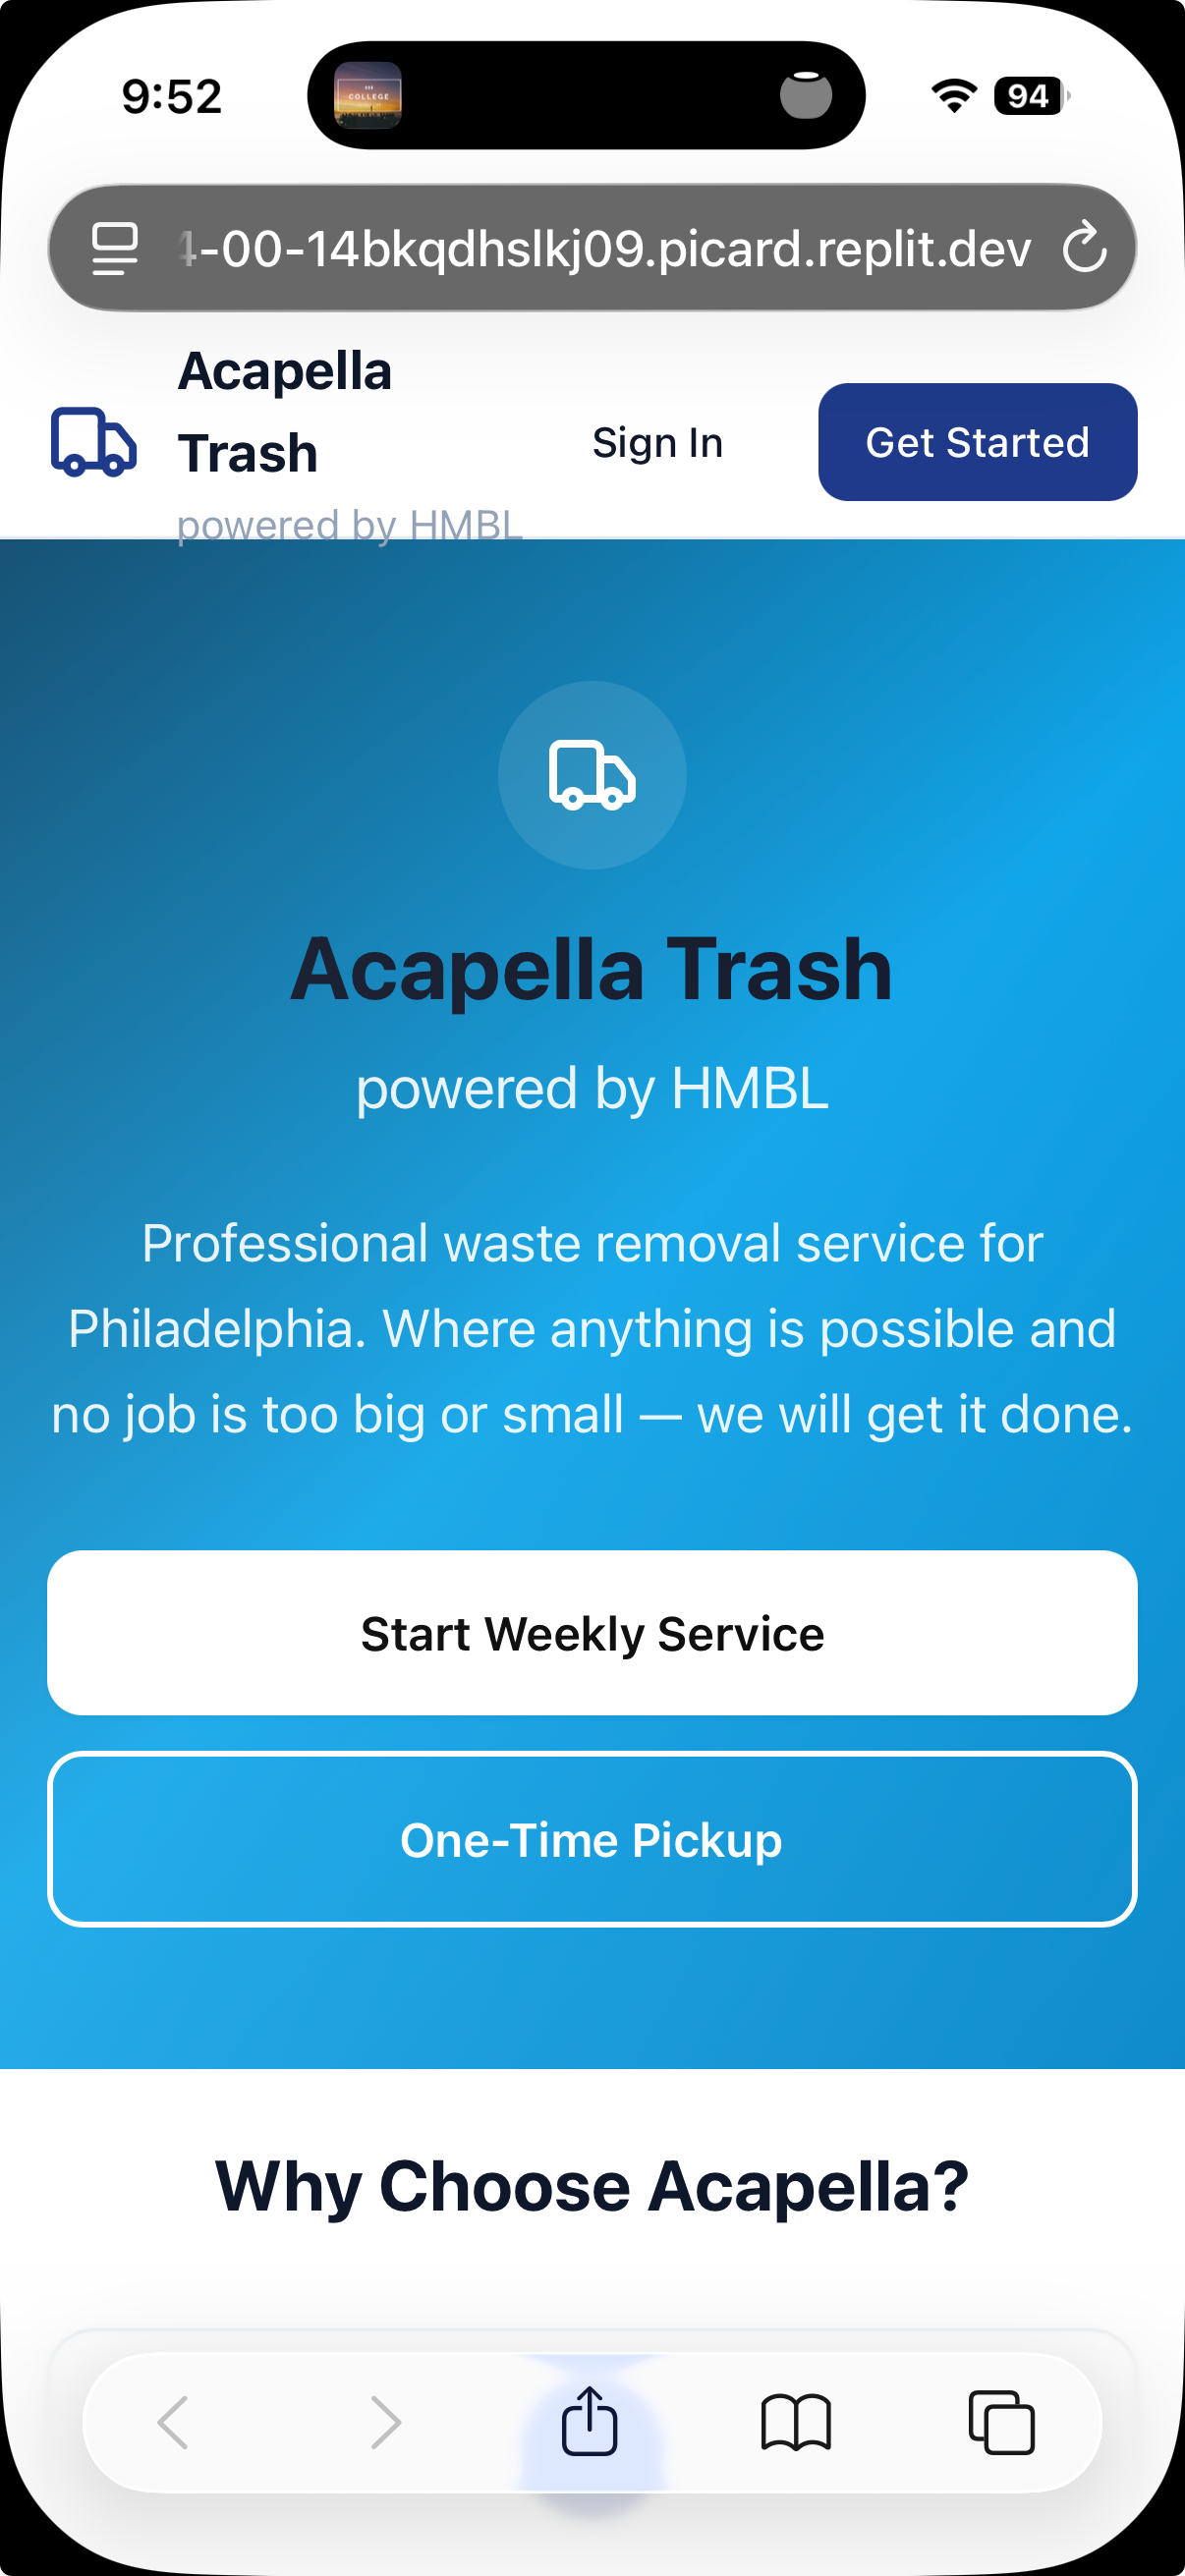 9:52
COLLEGE
94
4-00-14bkqdhslkj09.picard.replit.dev
Acapella
Trash
powered by HMBL
Sign In
Get Started
Acapella Trash
powered by HMBL
Professional waste removal service for
Philadelphia. Where anything is possible and
no job is too big or small — we will get it done.
Start Weekly Service
One-Time Pickup
Why Choose Acapella?